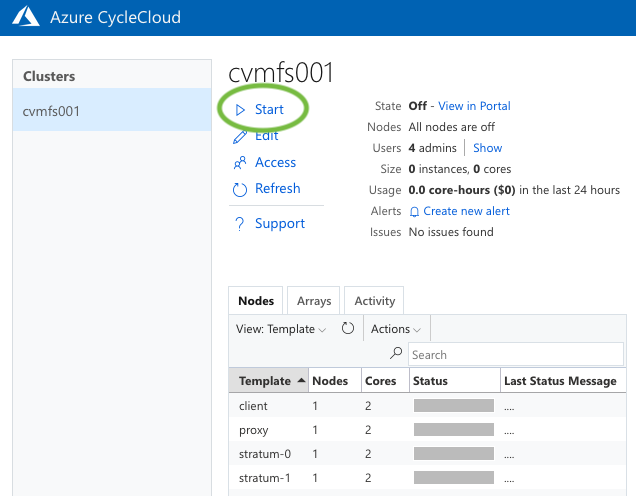 Azure CycleCloud
Clusters
cvmfs001
cvmfs001
Start
Edit
Access
Refresh
Support
State Off - View in Portal
Nodes All nodes are off
Users 4 admins Show
Size 0 instances, 0 cores
Usage 0.0 core-hours ($0) in the last 24 hours
Alerts Create new alert
Issues No issues found
Nodes Arrays Activity
View: Template Actions
Search
Template Nodes Cores Status Last Status Message
client 1 2 ....
proxy 1 2 ....
stratum-0 1 2 ....
stratum-1 1 2 ....